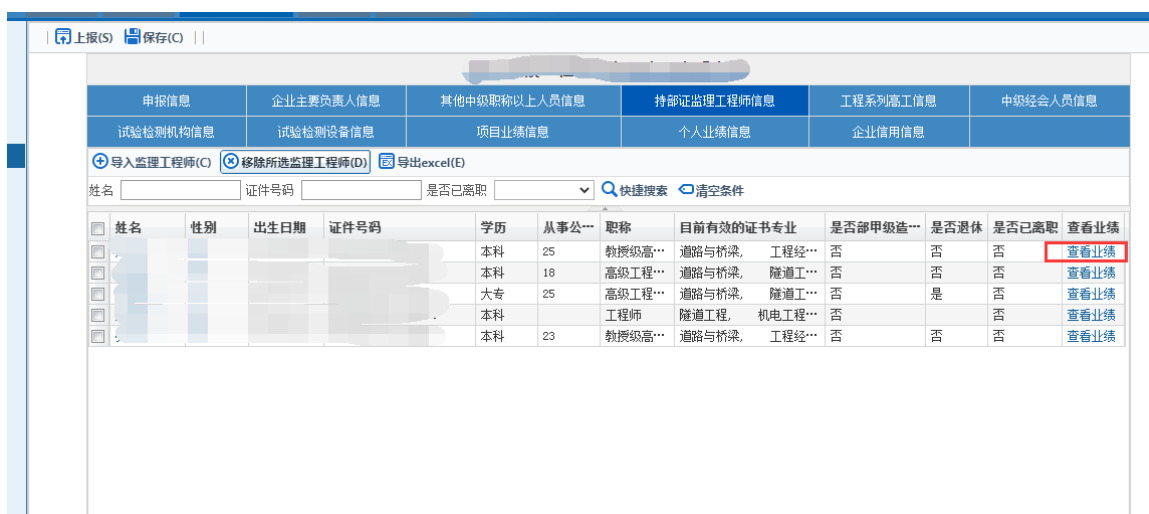 上报(S) 保存(C)
申报信息 企业主要负责人信息 其他中级职称以上人员信息 持部证监理工程师信息 工程系列高工信息 中级经会人员信息
试验检测机构信息 试验检测设备信息 项目业绩信息 个人业绩信息 企业信用信息
导入监理工程师(C) 移除所选监理工程师(D) 导出excel(E)
姓名 证件号码 是否已离职 快捷搜索 清空条件
姓名 性别 出生日期 证件号码 学历 从事公… 职称 目前有效的证书专业 是否部甲级造… 是否退休 是否已离职 查看业绩
本科 25 教授级高… 道路与桥梁, 工程经… 否 否 否 查看业绩
本科 18 高级工程… 道路与桥梁, 隧道工… 否 否 否 查看业绩
大专 25 高级工程… 道路与桥梁, 隧道工… 否 是 否 查看业绩
本科 工程师 隧道工程, 机电工程… 否 否 查看业绩
本科 23 教授级高… 道路与桥梁, 工程经… 否 否 否 查看业绩